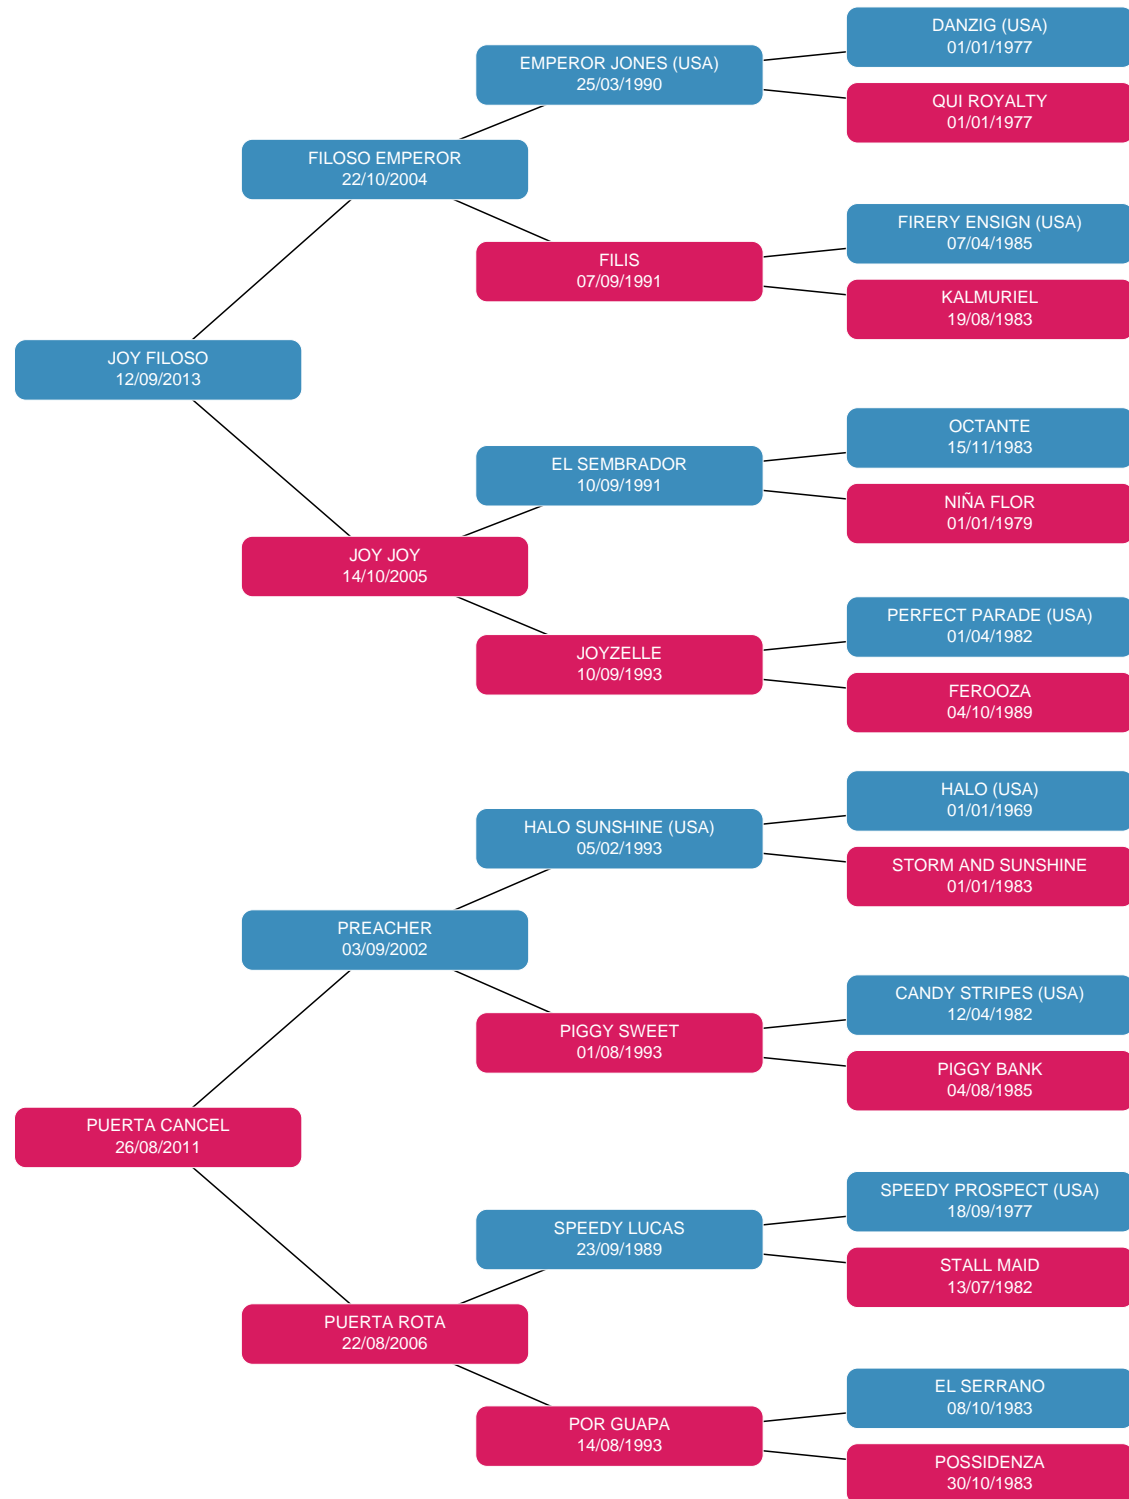 DANZIG (USA)
01/01/1977
EMPEROR JONES (USA)
25/03/1990
QUI ROYALTY
01/01/1977
FILOSO EMPEROR
22/10/2004
FIRERY ENSIGN (USA)
07/04/1985
FILIS
07/09/1991
KALMURIEL
19/08/1983
JOY FILOSO
12/09/2013
OCTANTE
15/11/1983
EL SEMBRADOR
10/09/1991
NIÑA FLOR
01/01/1979
JOY JOY
14/10/2005
PERFECT PARADE (USA)
01/04/1982
JOYZELLE
10/09/1993
FEROOZA
04/10/1989
HALO (USA)
01/01/1969
HALO SUNSHINE (USA)
05/02/1993
STORM AND SUNSHINE
01/01/1983
PREACHER
03/09/2002
CANDY STRIPES (USA)
12/04/1982
PIGGY SWEET
01/08/1993
PIGGY BANK
04/08/1985
PUERTA CANCEL
26/08/2011
SPEEDY PROSPECT (USA)
18/09/1977
SPEEDY LUCAS
23/09/1989
STALL MAID
13/07/1982
PUERTA ROTA
22/08/2006
EL SERRANO
08/10/1983
POR GUAPA
14/08/1993
POSSIDENZA
30/10/1983